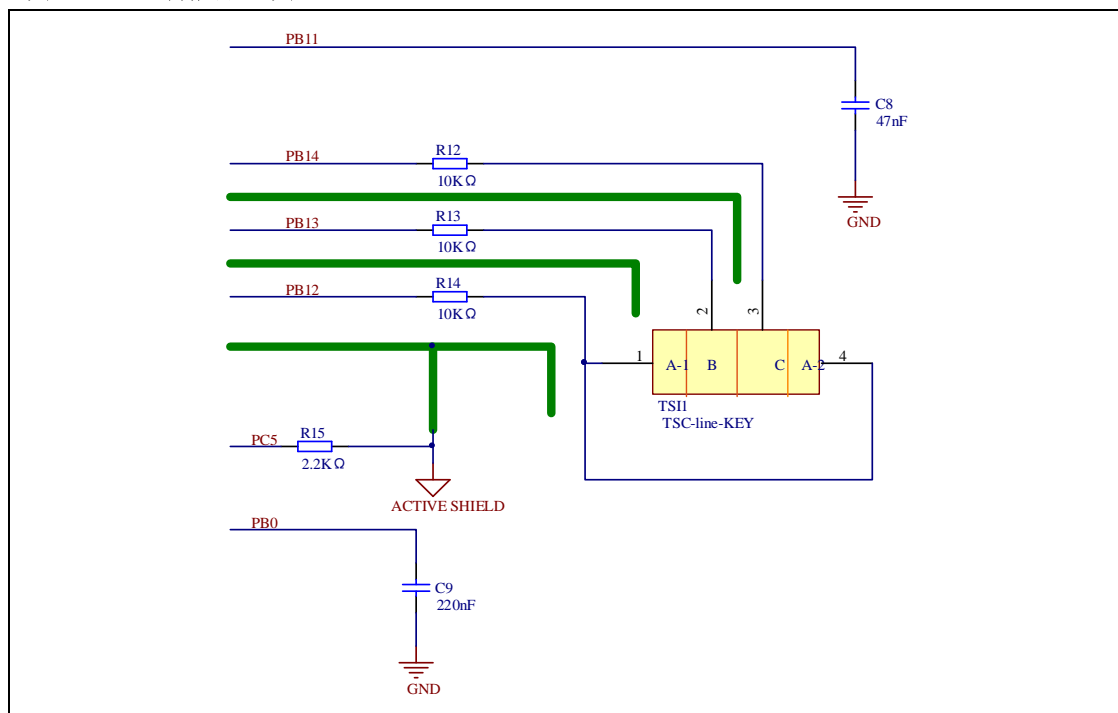 PB11
C8
47nF
GND
PB14
R12
10KΩ
PB13
R13
10KΩ
PB12
R14
10KΩ
2
3
1
A-1
B
C
A-2
4
TSI1
TSC-line-KEY
PC5
R15
2.2KΩ
ACTIVE SHIELD
PB0
C9
220nF
GND